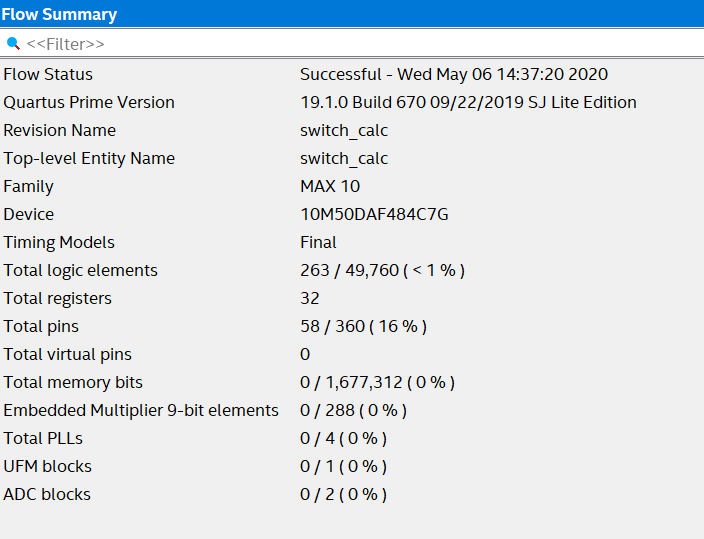 Flow Summary
<<Filter>>
Flow Status Successful - Wed May 06 14:37:20 2020
Quartus Prime Version 19.1.0 Build 670 09/22/2019 SJ Lite Edition
Revision Name switch_calc
Top-level Entity Name switch_calc
Family MAX 10
Device 10M50DAF484C7G
Timing Models Final
Total logic elements 263 / 49,760 ( < 1 % )
Total registers 32
Total pins 58 / 360 ( 16 % )
Total virtual pins 0
Total memory bits 0 / 1,677,312 ( 0 % )
Embedded Multiplier 9-bit elements 0 / 288 ( 0 % )
Total PLLs 0 / 4 ( 0 % )
UFM blocks 0 / 1 ( 0 % )
ADC blocks 0 / 2 ( 0 % )